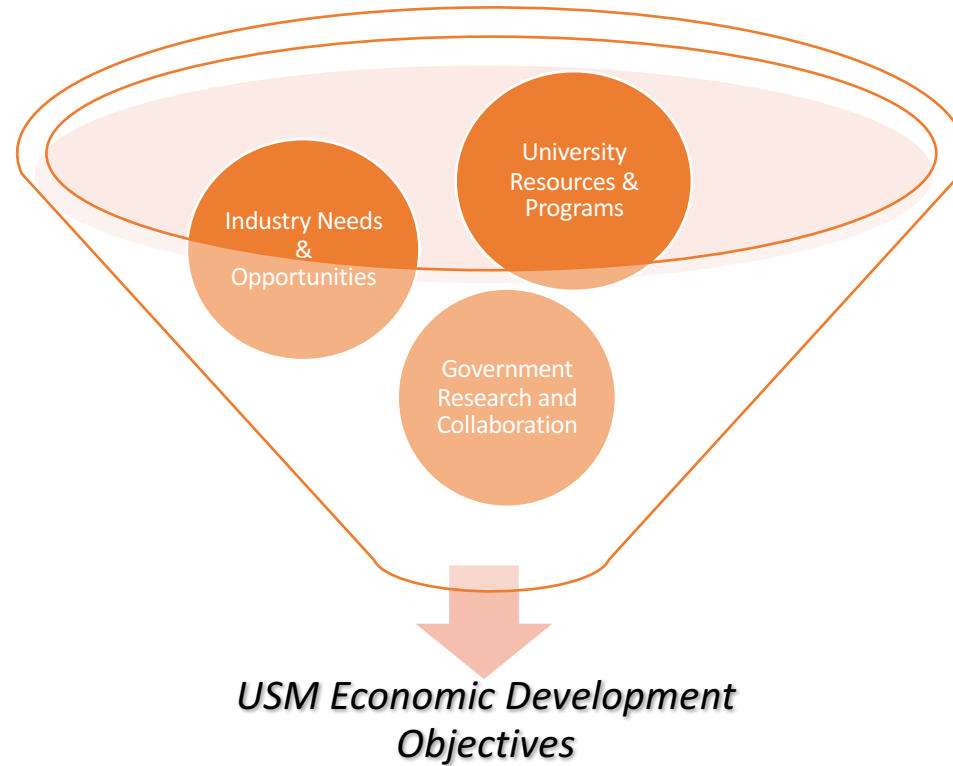 University
Resources &
Programs
Industry Needs
&
Opportunities
Government
Research and
Collaboration
USM Economic Development
Objectives